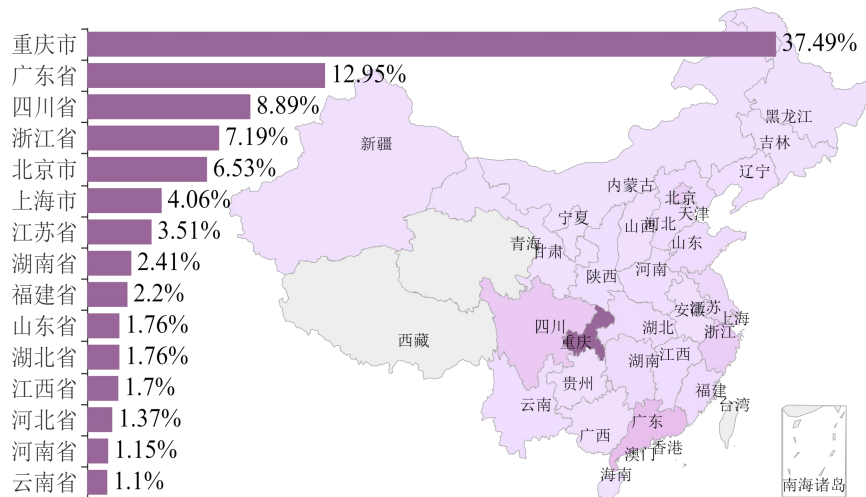 重庆市 37.49%
广东省 12.95%
四川省 8.89%
浙江省 7.19%
北京市 6.53%
上海市 4.06%
江苏省 3.51%
湖南省 2.41%
福建省 2.2%
山东省 1.76%
湖北省 1.76%
江西省 1.7%
河北省 1.37%
河南省 1.15%
云南省 1.1%
黑龙江
吉林
辽宁
新疆
内蒙古
北京
天津
宁夏
山西
河北
山东
青海
甘肃
陕西
河南
安徽
江苏
上海
西藏
四川
重庆
湖北
浙江
湖南
江西
贵州
福建
云南
台湾
广西
广东
香港
澳门
海南
南海诸岛